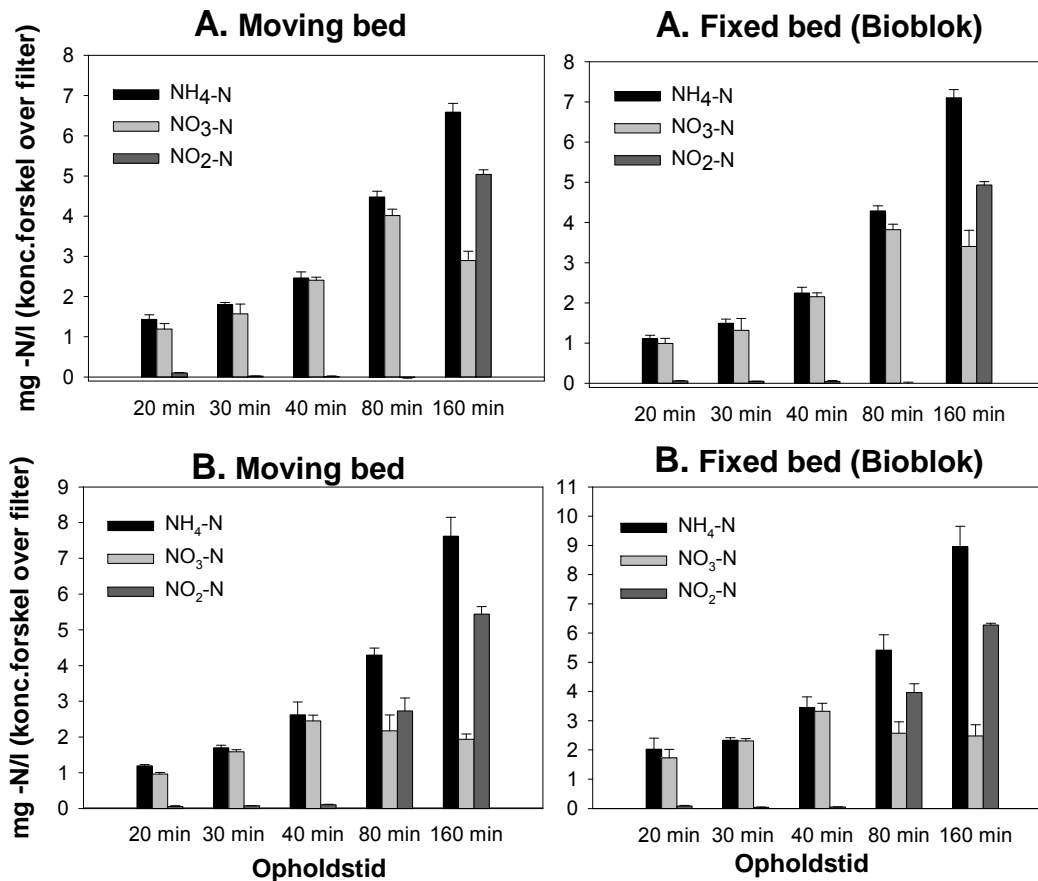 A. Moving bed
mg -N/l (konc.forskel over filter)
8
7
6
5
4
3
2
1
0
NH4-N
NO3-N
NO2-N
20 min 30 min 40 min 80 min 160 min
A. Fixed bed (Bioblok)
8
7
6
5
4
3
2
1
0
NH4-N
NO3-N
NO2-N
20 min 30 min 40 min 80 min 160 min
B. Moving bed
mg -N/l (konc.forskel over filter)
9
8
7
6
5
4
3
2
1
0
NH₄-N
NO₃-N
NO₂-N
20 min 30 min 40 min 80 min 160 min
Opholdstid
B. Fixed bed (Bioblok)
11
10
9
8
7
6
5
4
3
2
1
0
NH₄-N
NO₃-N
NO₂-N
20 min 30 min 40 min 80 min 160 min
Opholdstid